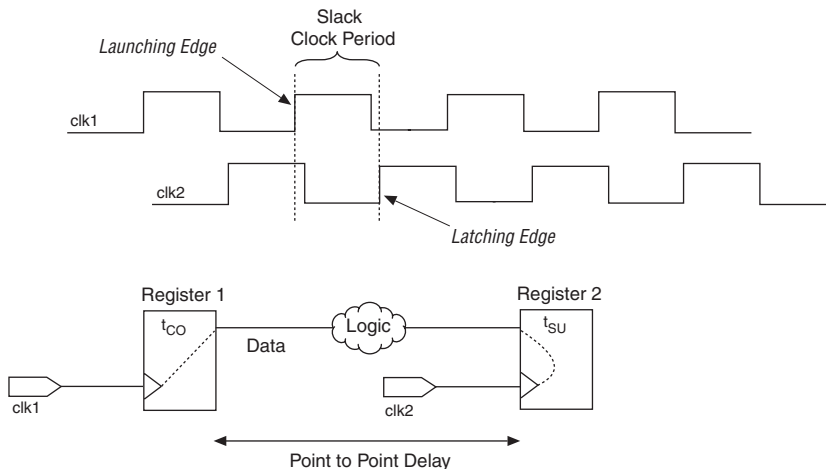 Slack
Clock Period
Launching Edge
clk1
clk2
Latching Edge
Register 1
Register 2
tCO
tSU
Logic
Data
clk1
clk2
Point to Point Delay